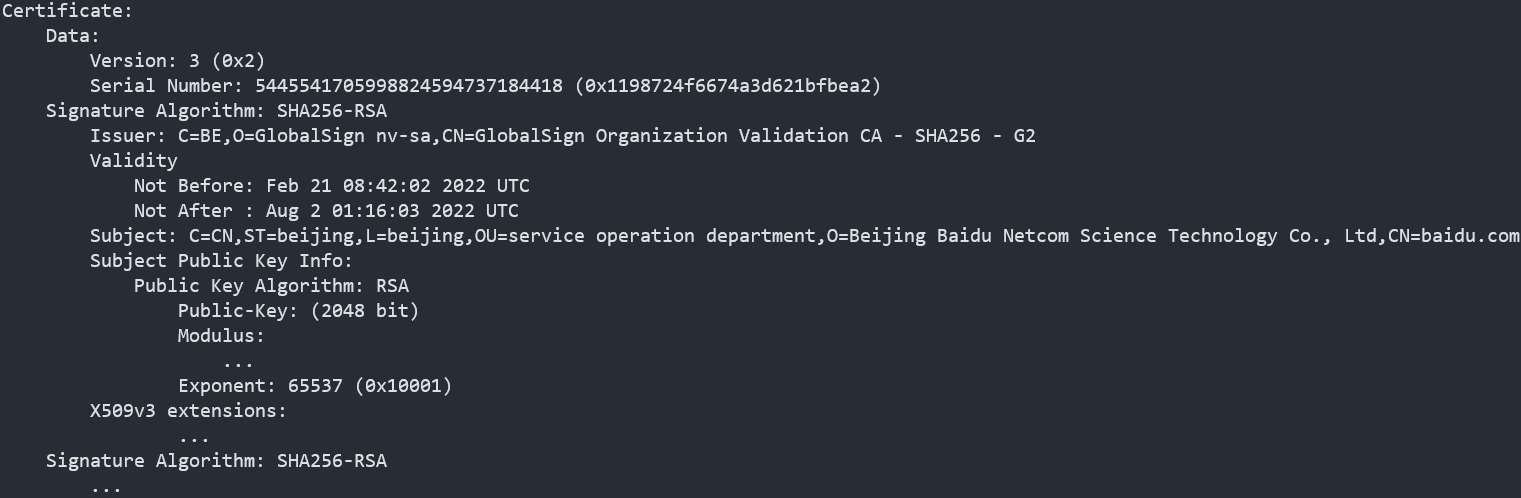 Certificate:
Data:
Version: 3 (0x2)
Serial Number: 5445541705998824594737184418 (0x1198724f6674a3d621bfbea2)
Signature Algorithm: SHA256-RSA
Issuer: C=BE,O=GlobalSign nv-sa,CN=GlobalSign Organization Validation CA - SHA256 - G2
Validity
Not Before: Feb 21 08:42:02 2022 UTC
Not After : Aug 2 01:16:03 2022 UTC
Subject: C=CN,ST=beijing,L=beijing,OU=service operation department,O=Beijing Baidu Netcom Science Technology Co., Ltd,CN=baidu.com
Subject Public Key Info:
Public Key Algorithm: RSA
Public-Key: (2048 bit)
Modulus:
...
Exponent: 65537 (0x10001)
X509v3 extensions:
...
Signature Algorithm: SHA256-RSA
...